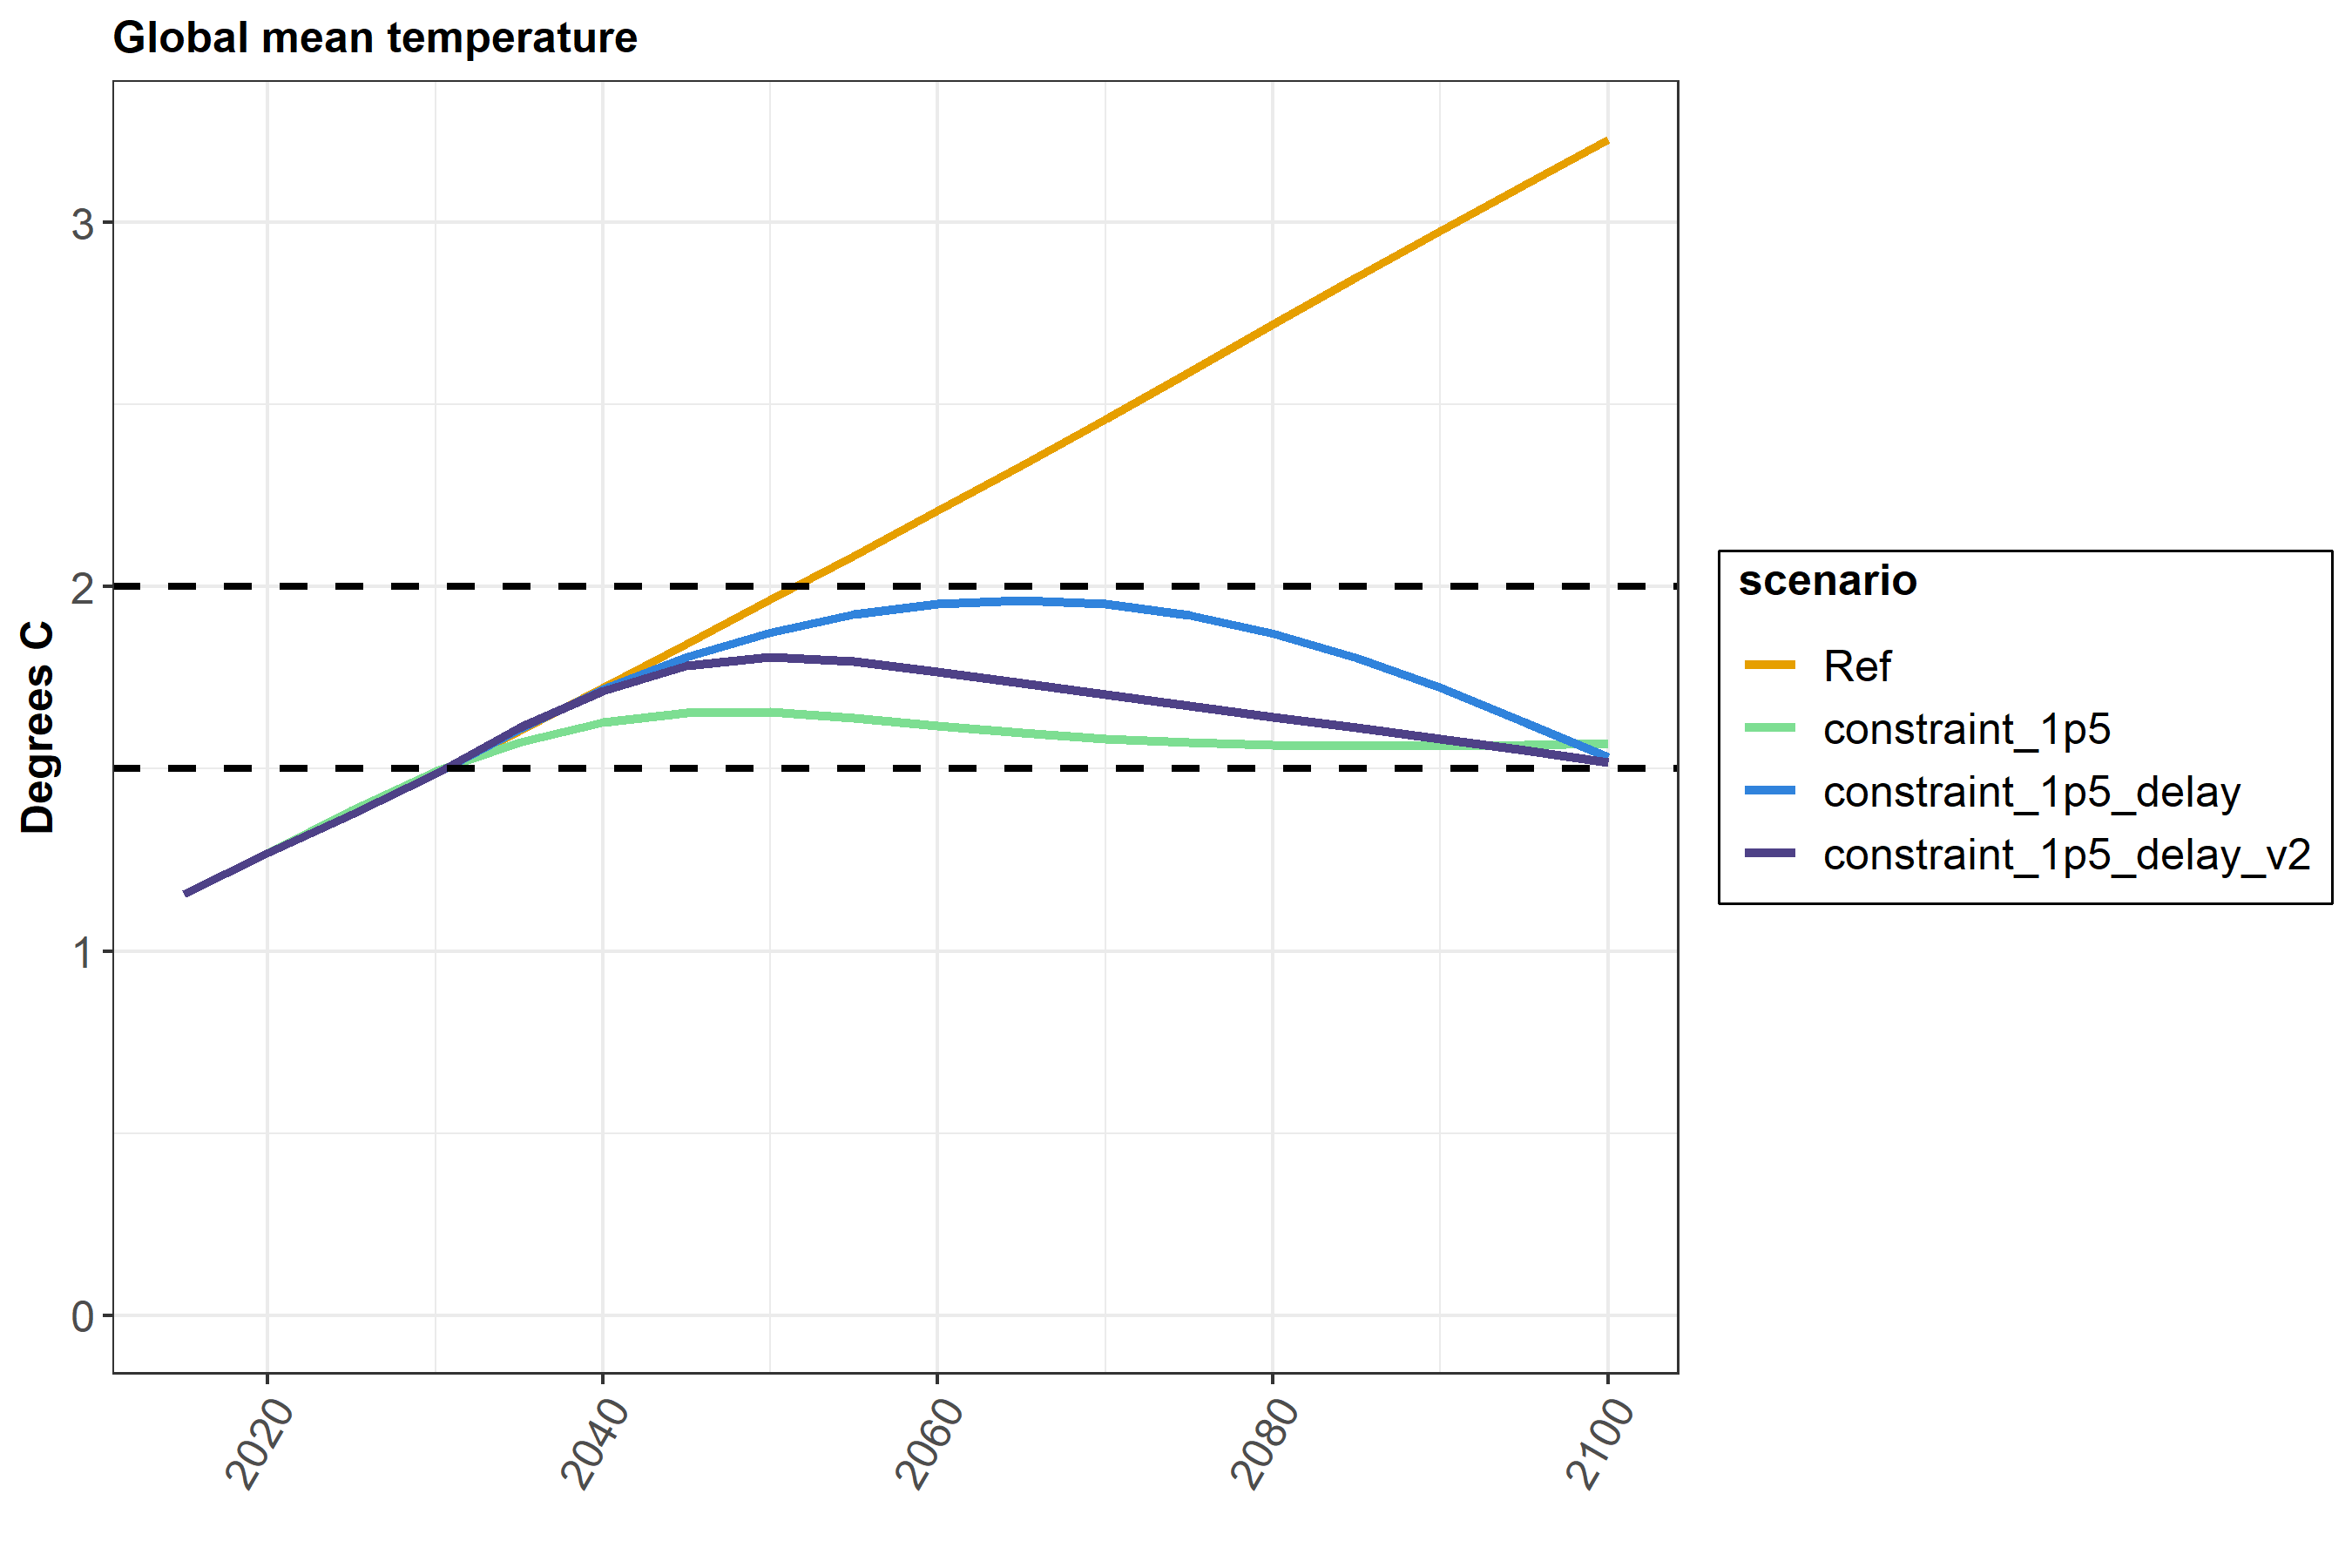 Global mean temperature
Degrees C
3
2
1
0
2020
2040
2060
2080
2100
scenario
Ref
constraint_1p5
constraint_1p5_delay
constraint_1p5_delay_v2